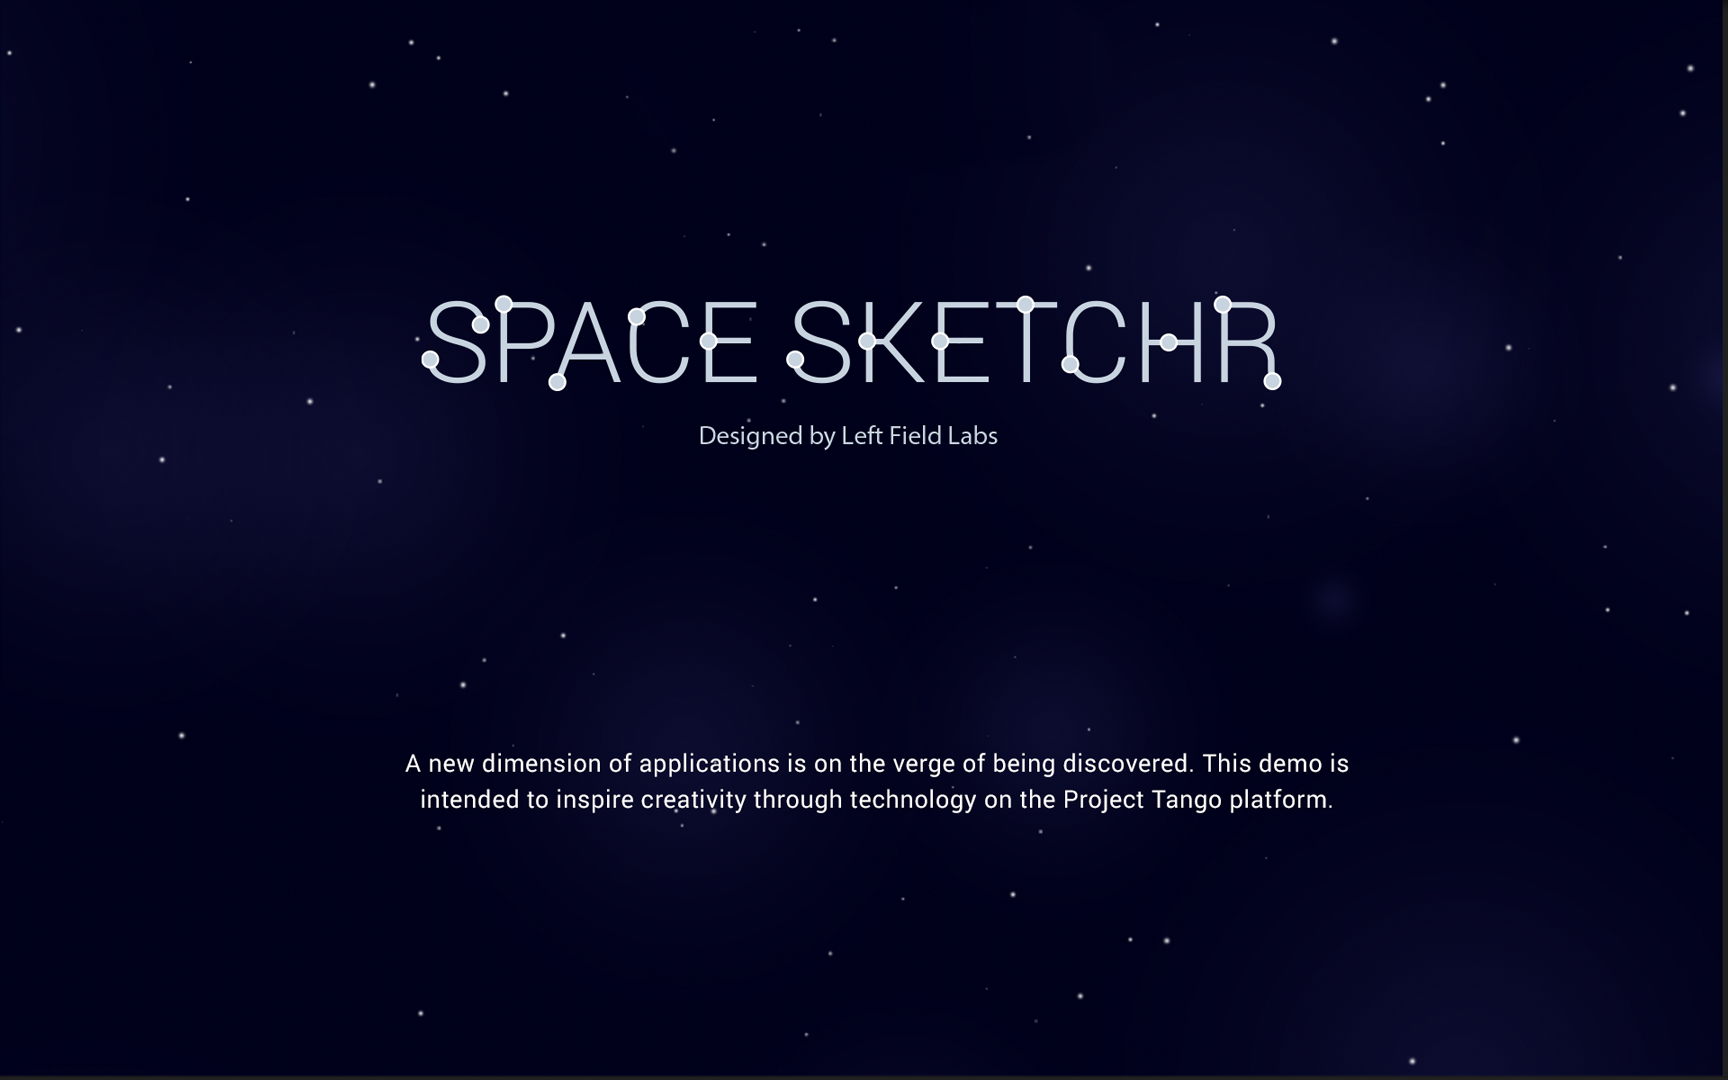 SPACE SKETCHR
Designed by Left Field Labs
A new dimension of applications is on the verge of being discovered. This demo is
intended to inspire creativity through technology on the Project Tango platform.